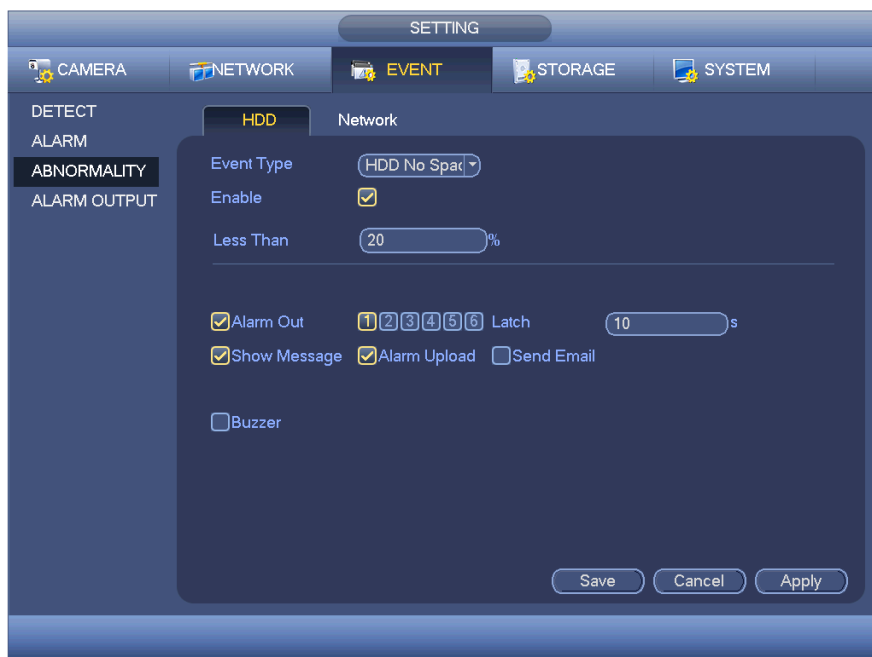 SETTING
CAMERA NETWORK EVENT STORAGE SYSTEM
DETECT
ALARM
ABNORMALITY
ALARM OUTPUT
HDD Network
Event Type HDD No Spac
Enable
Less Than 20 %
Alarm Out 1 2 3 4 5 6 Latch 10 s
Show Message Alarm Upload Send Email
Buzzer
Save Cancel Apply